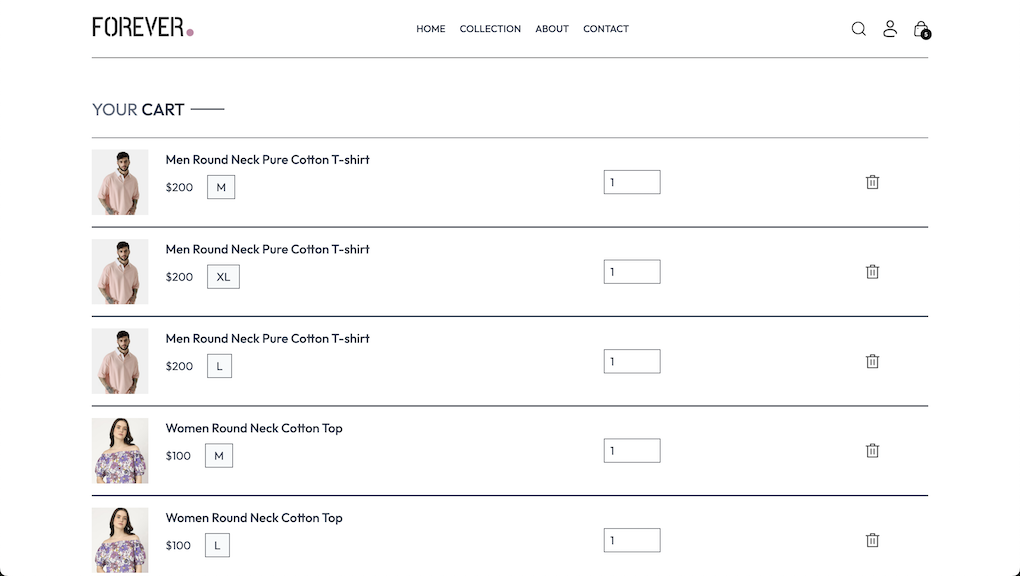 FOREVER.
HOME COLLECTION ABOUT CONTACT
5
YOUR CART
Men Round Neck Pure Cotton T-shirt
$200 M
1
Men Round Neck Pure Cotton T-shirt
$200 XL
1
Men Round Neck Pure Cotton T-shirt
$200 L
1
Women Round Neck Cotton Top
$100 M
1
Women Round Neck Cotton Top
$100 L
1